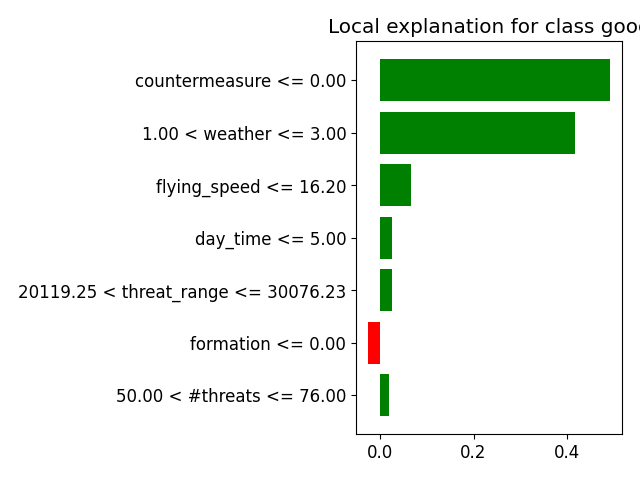 Local explanation for class good
countermeasure <= 0.00
1.00 < weather <= 3.00
flying_speed <= 16.20
day_time <= 5.00
20119.25 < threat_range <= 30076.23
formation <= 0.00
50.00 < #threats <= 76.00
0.0 0.2 0.4